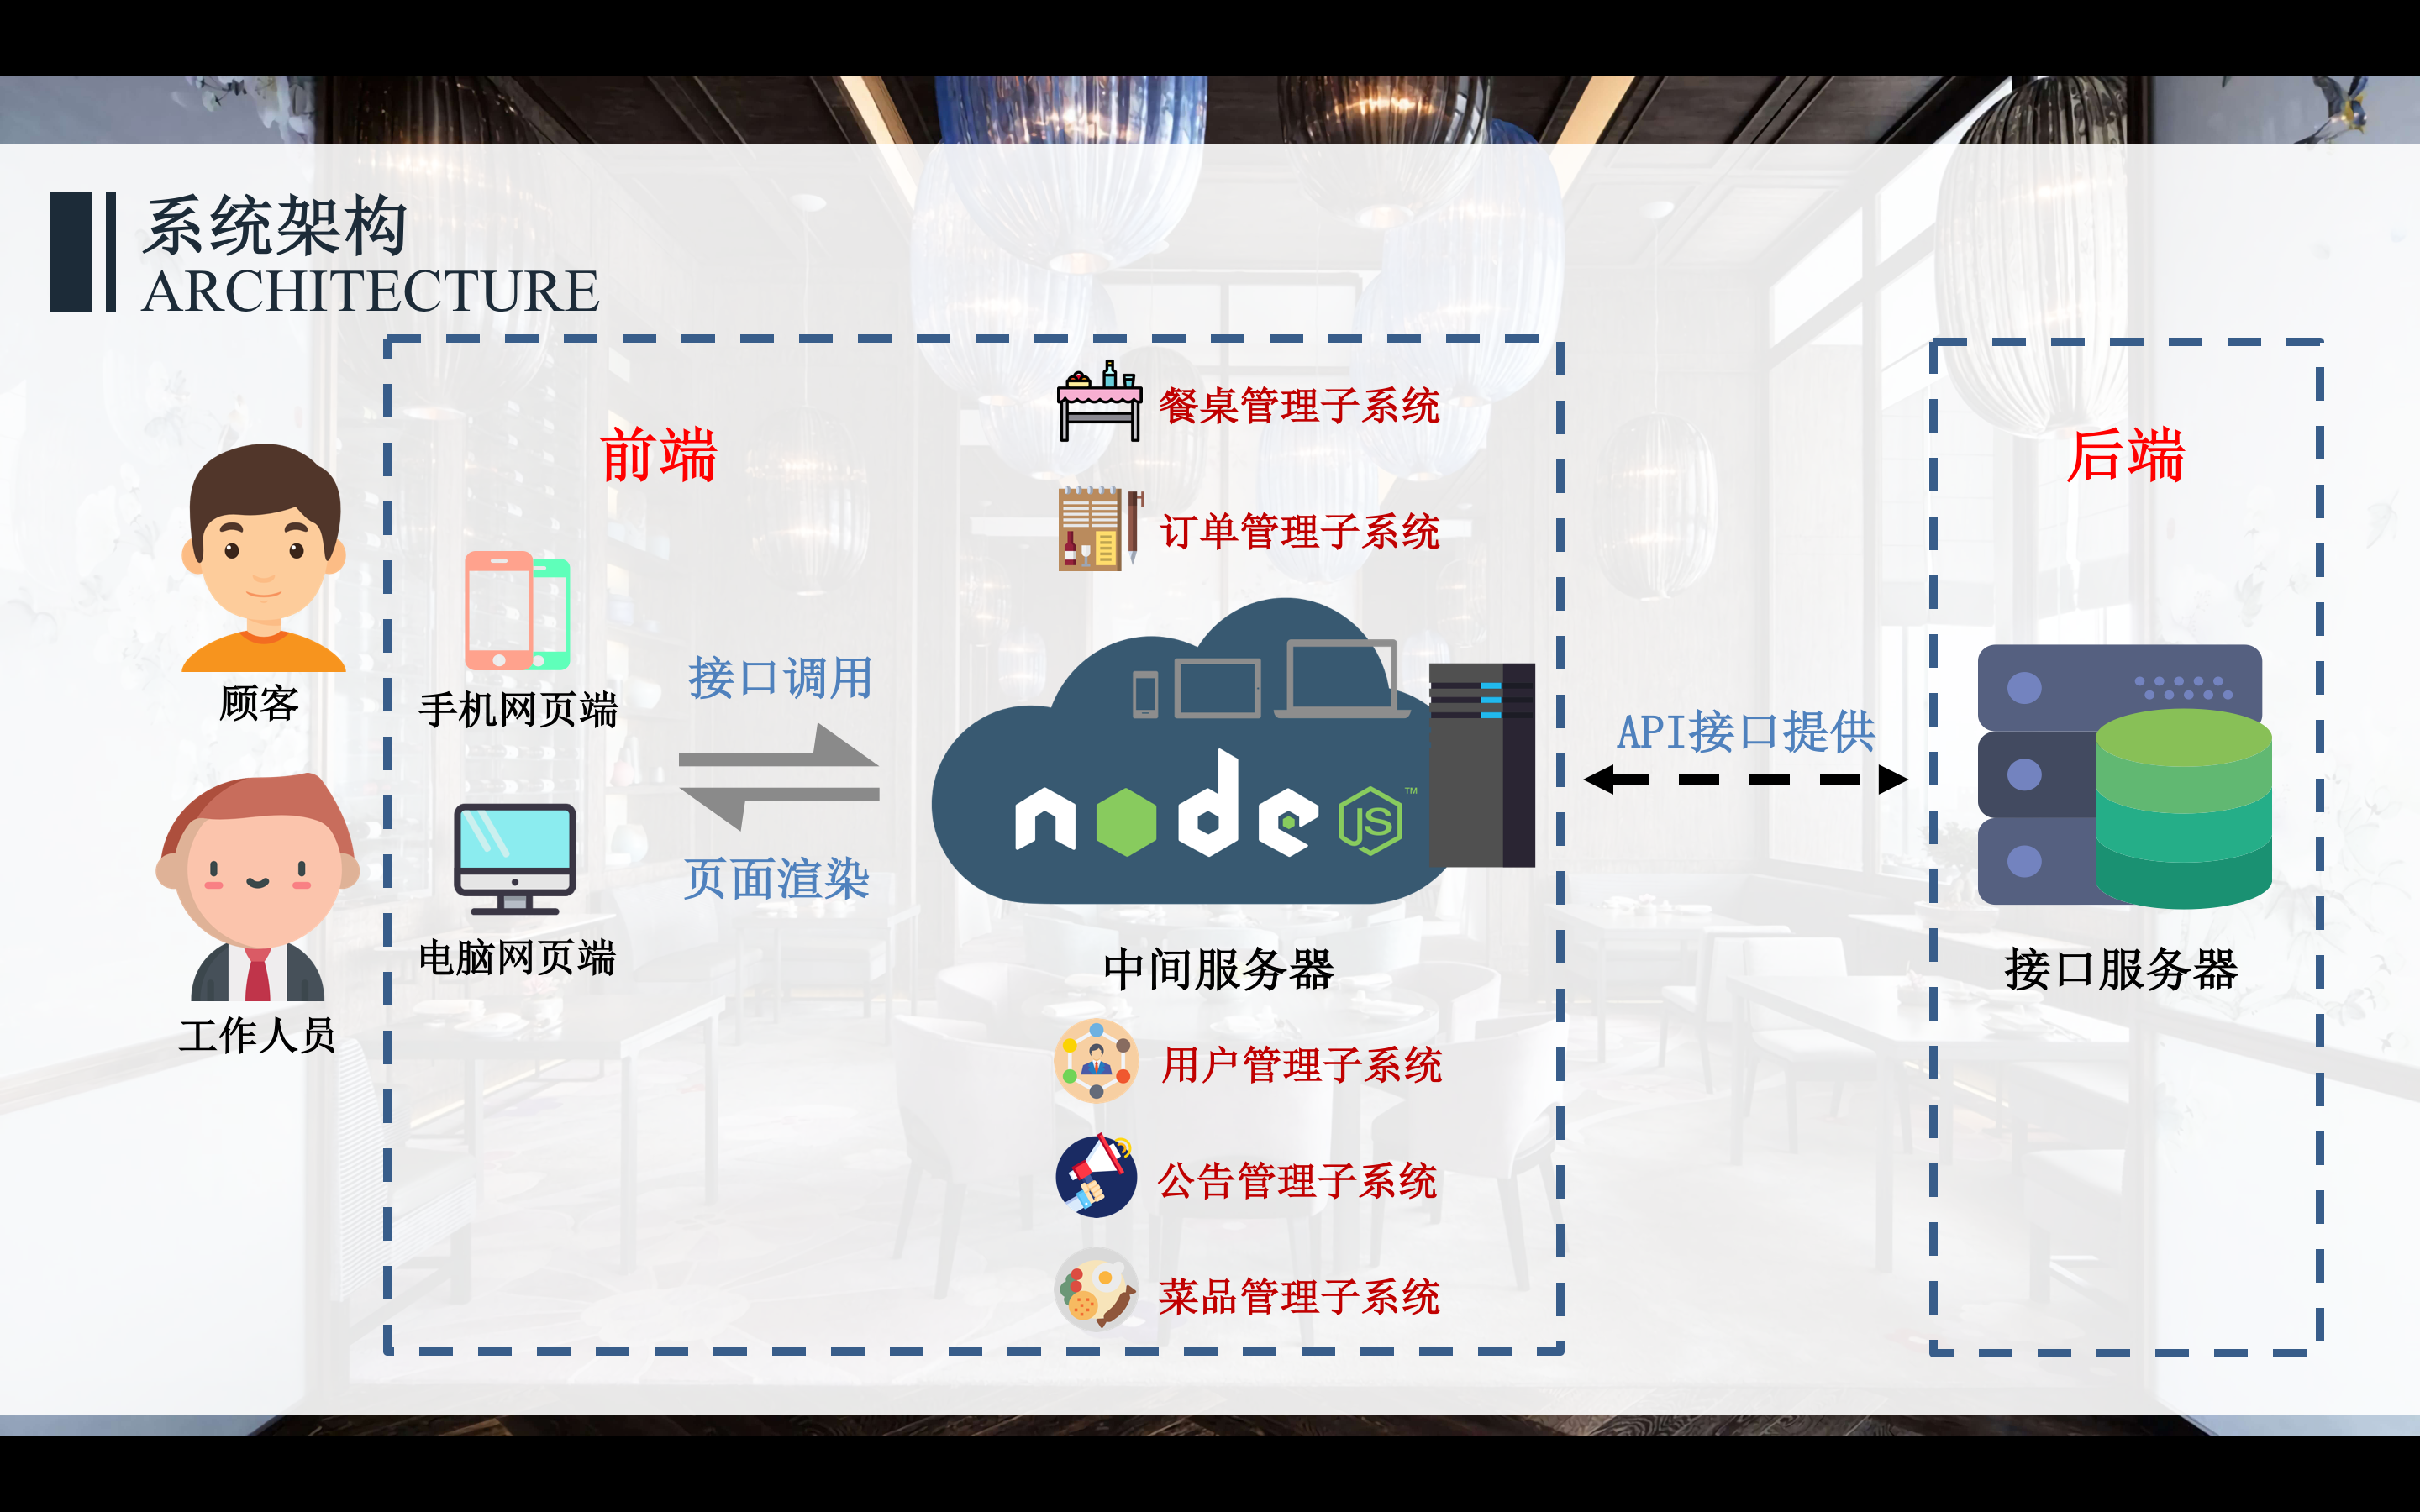 系统架构
ARCHITECTURE
前端
餐桌管理子系统
订单管理子系统
后端
顾客
手机网页端
接口调用
页面渲染
node JS™
API接口提供
工作人员
电脑网页端
中间服务器
接口服务器
用户管理子系统
公告管理子系统
菜品管理子系统